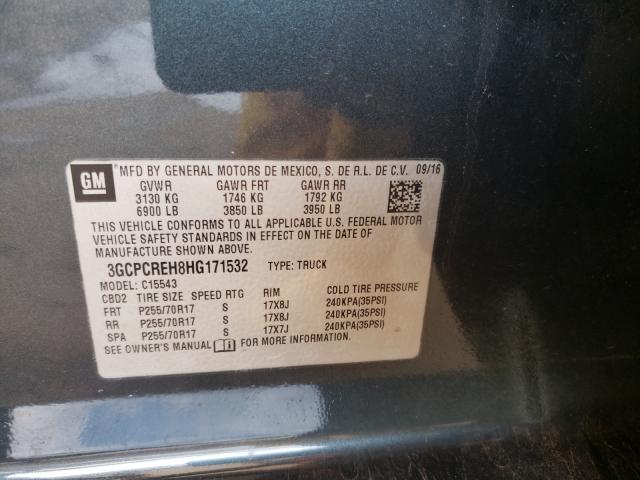 GM MFD BY GENERAL MOTORS DE MEXICO, S. DE R.L. DE C.V. 09/16
GVWR GAWR FRT GAWR RR
3130 KG 1746 KG 1792 KG
6900 LB 3850 LB 3950 LB
THIS VEHICLE CONFORMS TO ALL APPLICABLE U.S. FEDERAL MOTOR
VEHICLE SAFETY STANDARDS IN EFFECT ON THE DATE OF
MANUFACTURE SHOWN ABOVE.
3GCPCREH8HG171532 TYPE: TRUCK
MODEL: C15543
CBD2 TIRE SIZE SPEED RTG RIM COLD TIRE PRESSURE
FRT P255/70R17 S 17X8J 240KPA(35PSI)
RR P255/70R17 S 17X8J 240KPA(35PSI)
SPA P255/70R17 S 17X7J 240KPA(35PSI)
SEE OWNER'S MANUAL FOR MORE INFORMATION.